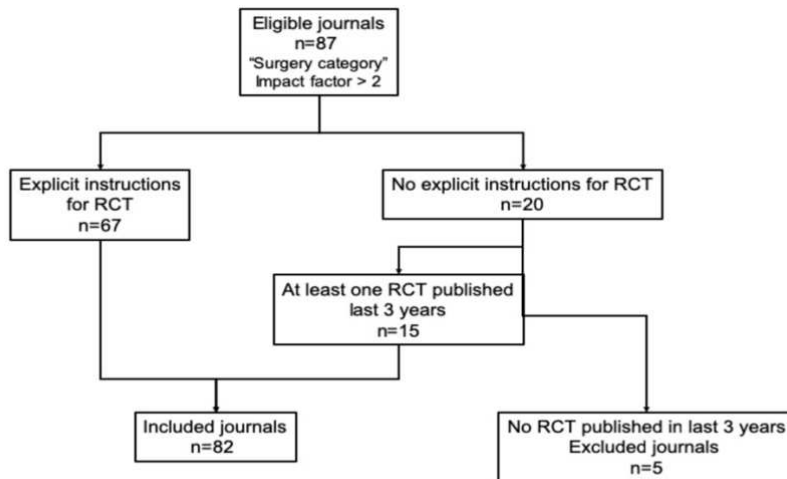 Eligible journals
n=87
“Surgery category”
Impact factor > 2
Explicit instructions
for RCT
n=67
No explicit instructions for RCT
n=20
At least one RCT published
last 3 years
n=15
Included journals
n=82
No RCT published in last 3 years
Excluded journals
n=5